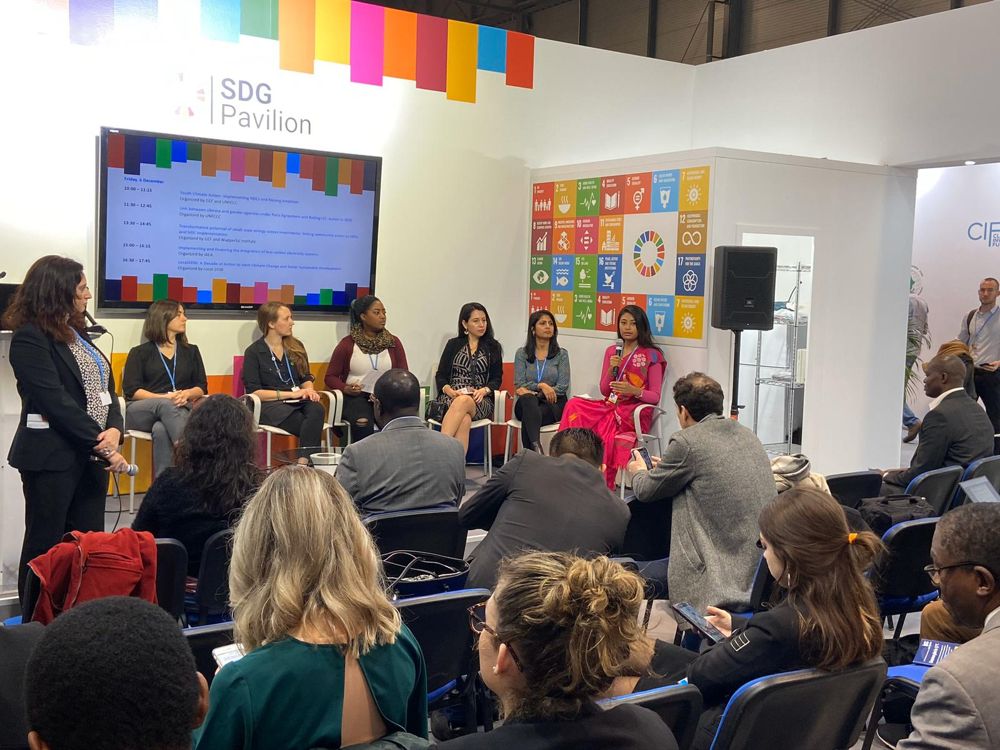 SDG
Pavilion
Friday, 6 December
10:00 – 11:15
Youth Climate Action: Implementing NDCs and Raising Ambition
Organized by GEF and UNFCCC
11:30 – 12:45
Link between climate and gender agendas under Paris Agreement and Beijing+25: Action in 2020
Organized by UNFCCC
13:30 – 14:45
Transformative potential of small-scale energy access investments: linking community action to SDGs
and NDC Implementation
Organized by GEF and Wuppertal Institute
15:00 – 16:15
Implementing and financing the integration of low-carbon electricity systems
Organized by IAEA
16:30 – 17:45
Local2030: A Decade of Action to stem Climate Change and foster Sustainable Development
Organized by Local 2030
SHARP
1 NO POVERTY
2 ZERO HUNGER
3 GOOD HEALTH AND WELL-BEING
4 QUALITY EDUCATION
5 GENDER EQUALITY
6 CLEAN WATER AND SANITATION
7 AFFORDABLE AND CLEAN ENERGY
8 DECENT WORK AND ECONOMIC GROWTH
9 INDUSTRY, INNOVATION AND INFRASTRUCTURE
10 REDUCED INEQUALITIES
11 SUSTAINABLE CITIES AND COMMUNITIES
12 RESPONSIBLE CONSUMPTION AND PRODUCTION
13 CLIMATE ACTION
14 LIFE BELOW WATER
15 LIFE ON LAND
16 PEACE, JUSTICE AND STRONG INSTITUTIONS
17 PARTNERSHIPS FOR THE GOALS
1 NO POVERTY
2 ZERO HUNGER
3 GOOD HEALTH AND WELL-BEING
4 QUALITY EDUCATION
5 GENDER EQUALITY
6 CLEAN WATER AND SANITATION
7 AFFORDABLE AND CLEAN ENERGY
JBL
CIF